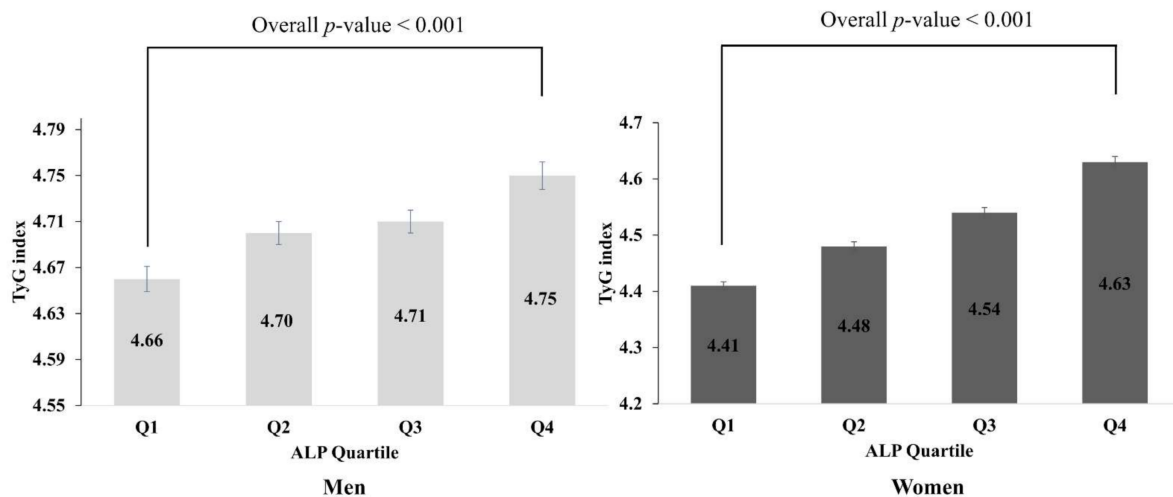 Overall p-value < 0.001
4.79
4.75
4.71
4.67
4.63
4.59
4.55
TyG index
4.66
4.70
4.71
4.75
Q1 Q2 Q3 Q4
ALP Quartile
Men
Overall p-value < 0.001
4.7
4.6
4.5
4.4
4.3
4.2
TyG index
4.41
4.48
4.54
4.63
Q1 Q2 Q3 Q4
ALP Quartile
Women